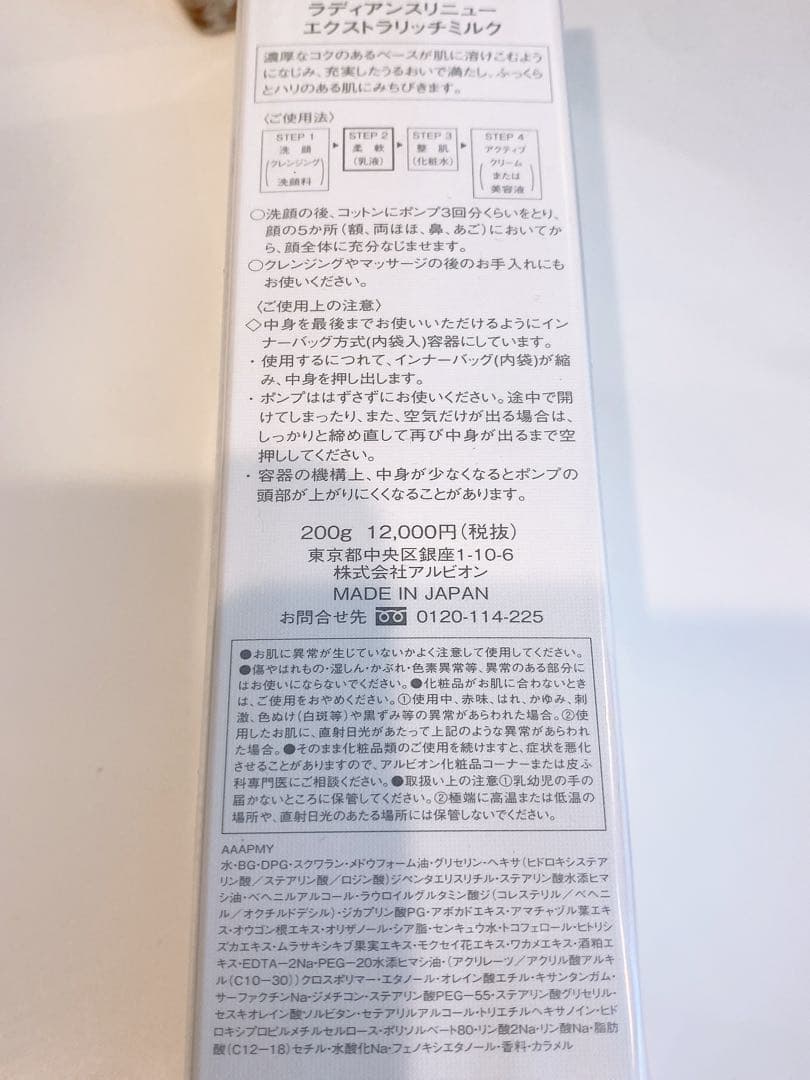 ラディアンスリニュー
エクストラリッチミルク
濃厚なコクのあるベースが肌に溶けこむよう
になじみ、充実したうるおいで満たし、ふっくら
とハリのある肌にみちびきます。
〈ご使用法〉
STEP 1
洗顔
(クレンジング・洗顔料)
STEP 2
柔軟
(乳液)
STEP 3
整肌
(化粧水)
STEP 4
アクティブ
(クリームまたは美容液)
○洗顔の後、コットンにポンプ3回分くらいをとり、
顔の5か所(額、両ほほ、鼻、あご)においてか
ら、顔全体に充分なじませます。
○クレンジングやマッサージの後のお手入れにも
お使いください。
〈ご使用上の注意〉
◇中身を最後までお使いいただけるようにイン
ナーバッグ方式(内袋入)容器にしています。
・使用するにつれて、インナーバッグ(内袋)が縮
み、中身を押し出します。
・ポンプははずさずにお使いください。途中で開
けてしまったり、また、空気だけが出る場合は、
しっかりと締め直して再び中身が出るまで空
押ししてください。
・容器の機構上、中身が少なくなるとポンプの
頭部が上がりにくくなることがあります。
200g 12,000円(税抜)
東京都中央区銀座1-10-6
株式会社アルビオン
MADE IN JAPAN
お問合せ先 0120-114-225
●お肌に異常が生じていないかよく注意して使用してください。
●傷やはれもの・湿しん・かぶれ・色素異常等、異常のある部分に
はお使いにならないでください。●化粧品がお肌に合わないとき
は、ご使用をおやめください。①使用中、赤味、はれ、かゆみ、刺
激、色ぬけ(白斑等)や黒ずみ等の異常があらわれた場合。②使
用したお肌に、直射日光があたって上記のような異常があらわれ
た場合。●そのまま化粧品類のご使用を続けますと、症状を悪化
させることがありますので、アルビオン化粧品コーナーまたは皮ふ
科専門医にご相談ください。●取扱い上の注意①乳幼児の手の
届かないところに保管してください。②極端に高温または低温の
場所や、直射日光のあたる場所には保管しないでください。
AAAPMY
水・BG・DPG・スクワラン・メドウフォーム油・グリセリン・ヘキサ(ヒドロキシステア
リン酸／ステアリン酸／ロジン酸)ジペンタエリスリチル・ステアリン酸水添ヒマ
シ油・ベヘニルアルコール・ラウロイルグルタミン酸ジ(コレステリル／ベヘニ
ル／オクチルドデシル)・ジカプリン酸PG・アボカドエキス・アマチャヅル葉エキ
ス・オウゴン根エキス・オリザノール・シア脂・センキュウ水・トコフェロール・ヒトリシ
ズカエキス・ムラサキシキブ果実エキス・モクセイ花エキス・ワカメエキス・酒粕エ
キス・EDTA－2Na・PEG－20水添ヒマシ油・(アクリレーツ／アクリル酸アル
キル(C10－30))クロスポリマー・エタノール・オレイン酸エチル・キサンタンガム・
サーファクチンNa・ジメチコン・ステアリン酸PEG－55・ステアリン酸グリセリル・
セスキオレイン酸ソルビタン・セテアリルアルコール・トリエチルヘキサノイン・ヒド
ロキシプロピルメチルセルロース・ポリソルベート80・リン酸2Na・リン酸Na・脂肪
酸(C12－18)セチル・水酸化Na・フェノキシエタノール・香料・カラメル